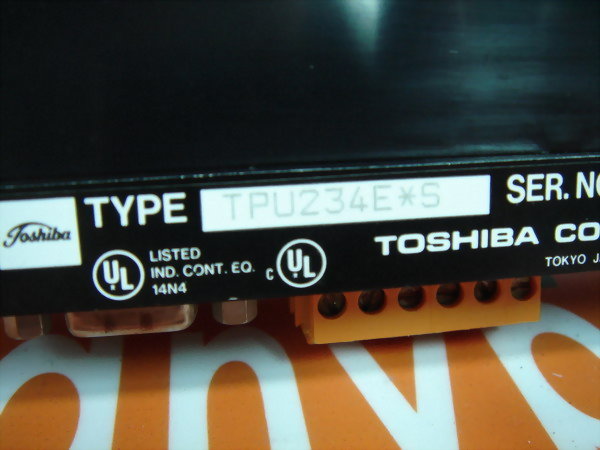 Toshiba
TYPE TPU234E*S SER. NO
UL LISTED
IND. CONT. EQ.
14N4
c UL
TOSHIBA CO
TOKYO J